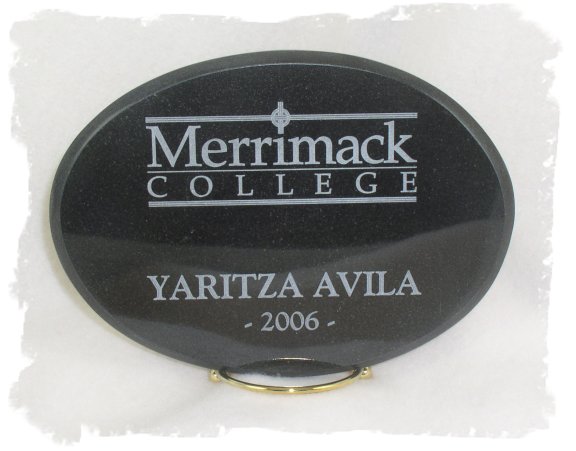 Merrimack
COLLEGE
YARITZA AVILA
- 2006 -